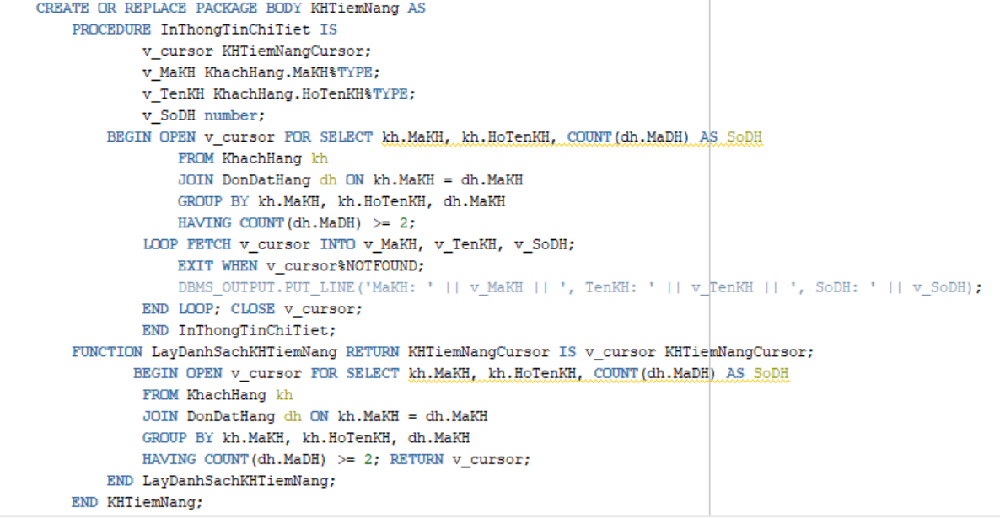 CREATE OR REPLACE PACKAGE BODY KHTiemNang AS
PROCEDURE InThongTinChiTiet IS
v_cursor KHTiemNangCursor;
v_MaKH KhachHang.MaKH%TYPE;
v_TenKH KhachHang.HoTenKH%TYPE;
v_SoDH number;
BEGIN OPEN v_cursor FOR SELECT kh.MaKH, kh.HoTenKH, COUNT(dh.MaDH) AS SoDH
FROM KhachHang kh
JOIN DonDatHang dh ON kh.MaKH = dh.MaKH
GROUP BY kh.MaKH, kh.HoTenKH, dh.MaKH
HAVING COUNT(dh.MaDH) >= 2;
LOOP FETCH v_cursor INTO v_MaKH, v_TenKH, v_SoDH;
EXIT WHEN v_cursor%NOTFOUND;
DBMS_OUTPUT.PUT_LINE('MaKH: ' || v_MaKH || ', TenKH: ' || v_TenKH || ', SoDH: ' || v_SoDH);
END LOOP; CLOSE v_cursor;
END InThongTinChiTiet;
FUNCTION LayDanhSachKHTiemNang RETURN KHTiemNangCursor IS v_cursor KHTiemNangCursor;
BEGIN OPEN v_cursor FOR SELECT kh.MaKH, kh.HoTenKH, COUNT(dh.MaDH) AS SoDH
FROM KhachHang kh
JOIN DonDatHang dh ON kh.MaKH = dh.MaKH
GROUP BY kh.MaKH, kh.HoTenKH, dh.MaKH
HAVING COUNT(dh.MaDH) >= 2; RETURN v_cursor;
END LayDanhSachKHTiemNang;
END KHTiemNang;